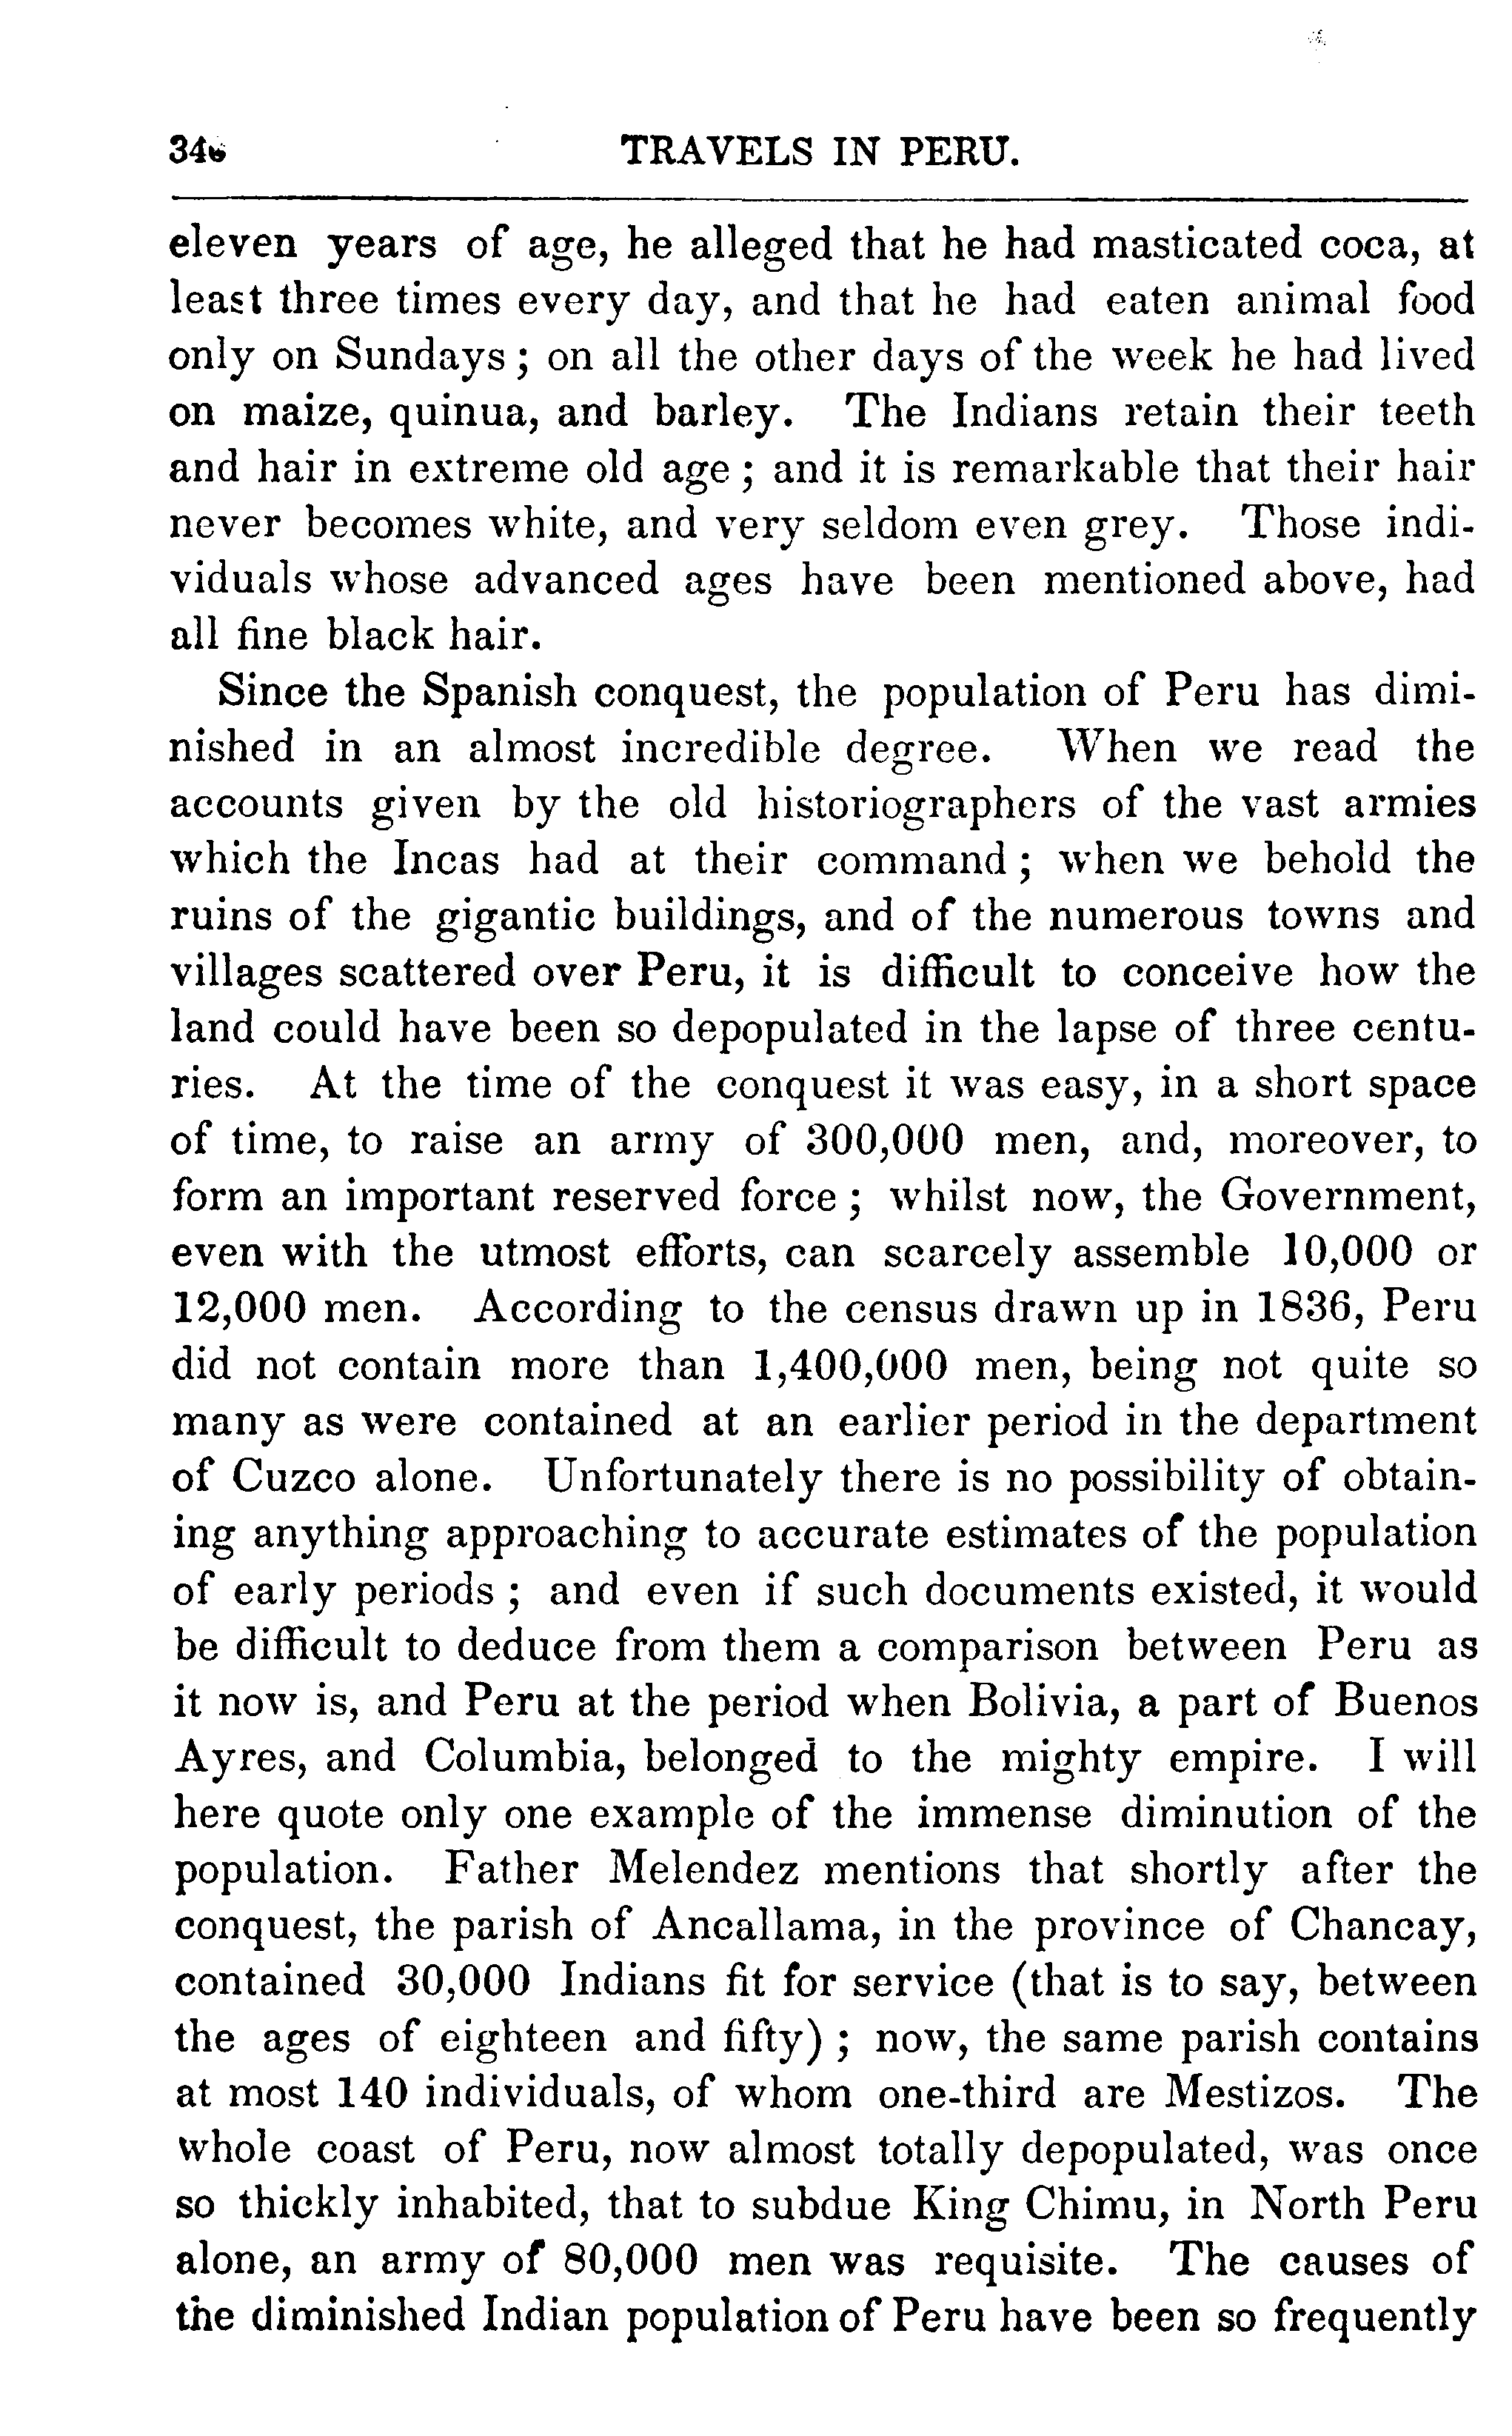 TRAVELS IN PERU.
eleven years of age, he alleged that he had masticated coca, at
least three times every day, and that he had eaten animal food
only on Sundays ; on all the other days of the week he had lived
on maize, quinua, and barley. The Indians retain their teeth
and hair in extreme old age ; and it is remarkable that their hair
never becomes white, and very seldom even grey. Those indi-
viduals whose advanced ages have been mentioned above, had
all fine black hair.
Since the Spanish conquest, the population of Peru has dimi-
nished in an almost incredible degree. When we read the
accounts given by the old historiographers of the vast armies
which the Incas had at their command ; when we behold the
ruins of the gigantic buildings, and of the numerous towns and
villages scattered over Peru, it is difficult to conceive how the
land could have been so depopulated in the lapse of three centu-
ries. At the time of the conquest it was easy, in a short space
of time, to raise an army of 300,000 men, and, moreover, to
form an important reserved force ; whilst now, the Government,
even with the utmost efforts, can scarcely assemble 10,000 or
12,000 men. According to the census drawn up in 1836, Peru
did not contain more than 1,400,000 men, being not quite so
many as were contained at an earlier period in the department
of Cuzco alone. Unfortunately there is no possibility of obtain-
ing anything approaching to accurate estimates of the population
of early periods ; and even if such documents existed, it would
be difficult to deduce from them a comparison between Peru as
it now is, and Peru at the period when Bolivia, a part of Buenos
Ayres, and Columbia, belonged to the mighty empire. I will
here quote only one example of the immense diminution of the
population. Father Melendez mentions that shortly after the
conquest, the parish of Ancallama, in the province of Chancay,
contained 30,000 Indians fit for service (that is to say, between
the ages of eighteen and fifty) ; now, the same parish contains
at most 140 individuals, of whom one-third are Mestizos. The
whole coast of Peru, now almost totally depopulated, was once
so thickly inhabited, that to subdue King Chimu, in North Peru
alone, an army of 80,000 men was requisite. The causes of
the diminished Indian population of Peru have been so frequently